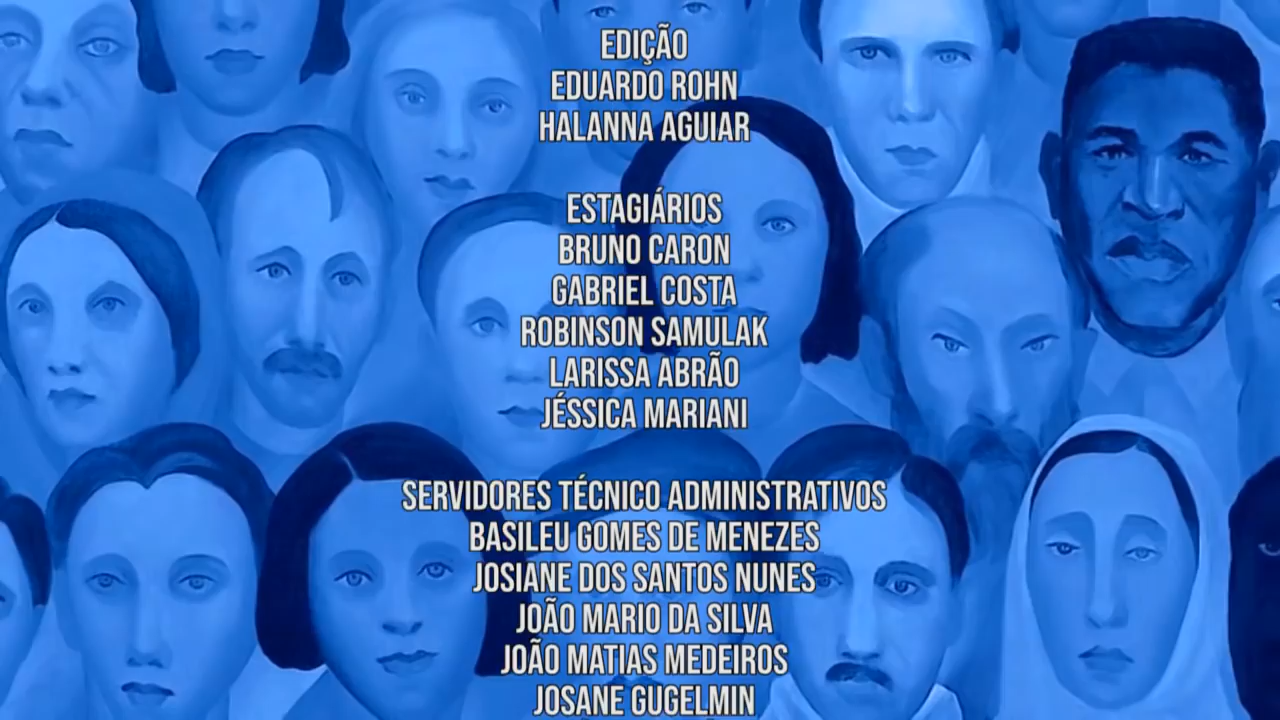 EDIÇÃO
EDUARDO ROHN
HALANNA AGUIAR
ESTAGIÁRIOS
BRUNO CARON
GABRIEL COSTA
ROBINSON SAMULAK
LARISSA ABRÃO
JÉSSICA MARIANI
SERVIDORES TÉCNICO ADMINISTRATIVOS
BASILEU GOMES DE MENEZES
JOSIANE DOS SANTOS NUNES
JOÃO MARIO DA SILVA
JOÃO MATIAS MEDEIROS
JOSANE GUGELMIN